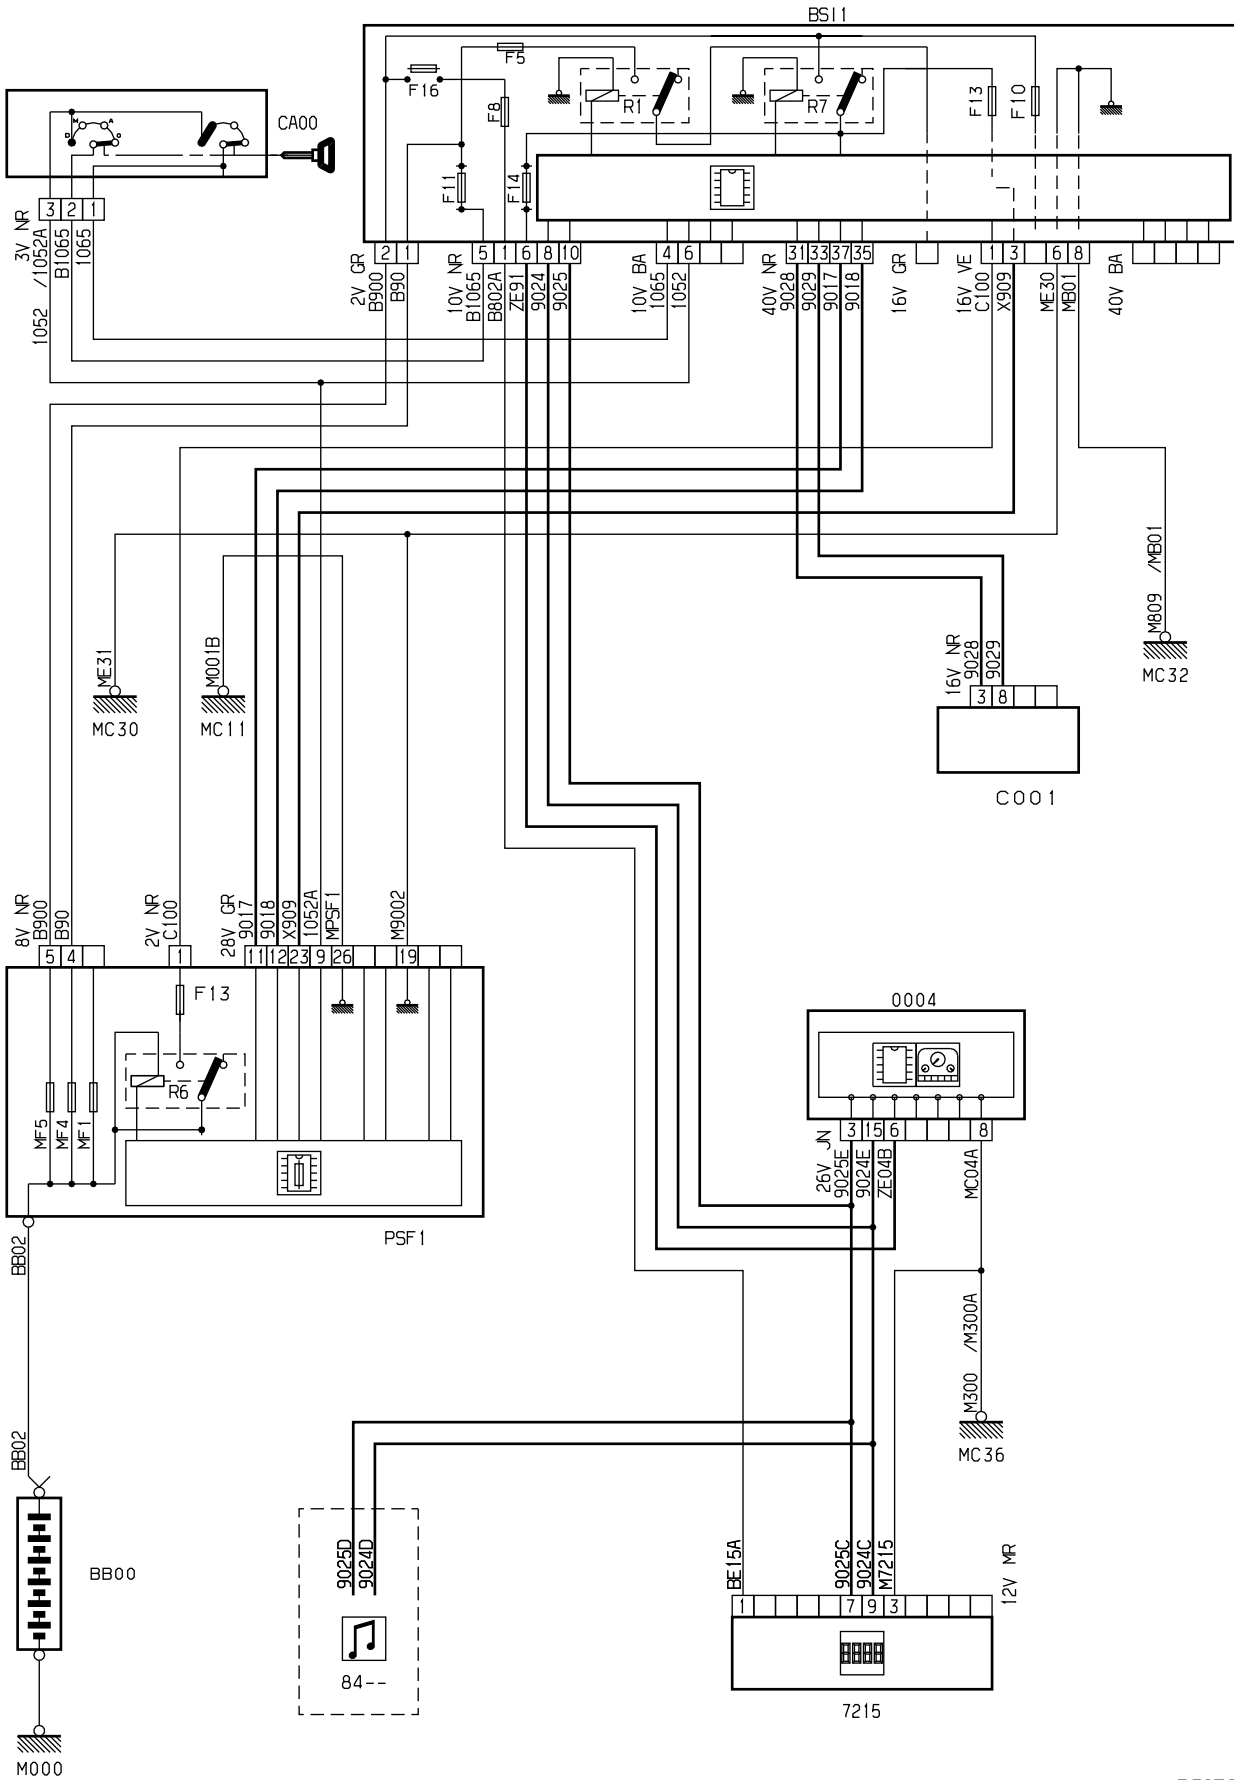 BSI1
F5
F16
F8
R1
R7
F13
F10
CA00
M
A
D
O
F11
F14
3 2 1
3V NR
1052 /1052A
B1065
1065
2 1
2V GR
B900
B90
5 1 6 8 10
10V NR
B1065
B802A
ZE91
9024
9025
4 6
10V BA
1065
1052
31 33 37 35
40V NR
9028
9029
9017
9018
16V GR
1 3 6 8
16V VE
C100
X909
ME30
MB01
40V BA
M809 /MB01
MC32
ME31
MC30
M001B
MC11
16V NR
9028
9029
3 8
C001
8V NR
B900
B90
2V NR
C100
28V GR
9017
9018
X909
1052A
MPSF1
M9002
5 4
1
11 12 23 9 26 19
F13
R6
MF5
MF4
MF1
PSF1
0004
3 15 6 8
26V JN
9025E
9024E
ZE04B
MC04A
BB02
BB02
M300 /M300A
MC36
BB00
M000
9025D
9024D
84--
BE15A
9025C
9024C
M7215
12V MR
1 7 9 3
7215